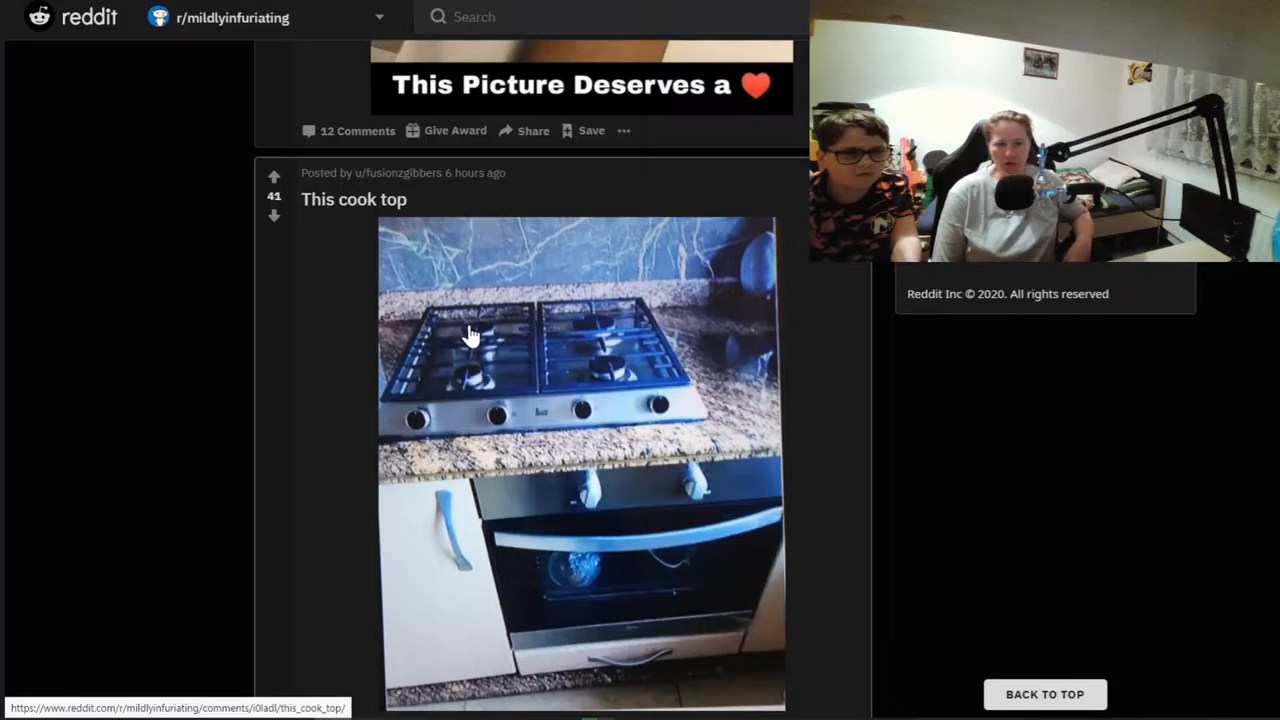 reddit
r/mildlyinfuriating
Search
This Picture Deserves a ❤️
12 Comments
Give Award
Share
Save
Posted by u/fusionzgibbers 6 hours ago
41
This cook top
Reddit Inc © 2020. All rights reserved
BACK TO TOP
https://www.reddit.com/r/mildlyinfuriating/comments/i0ladl/this_cook_top/